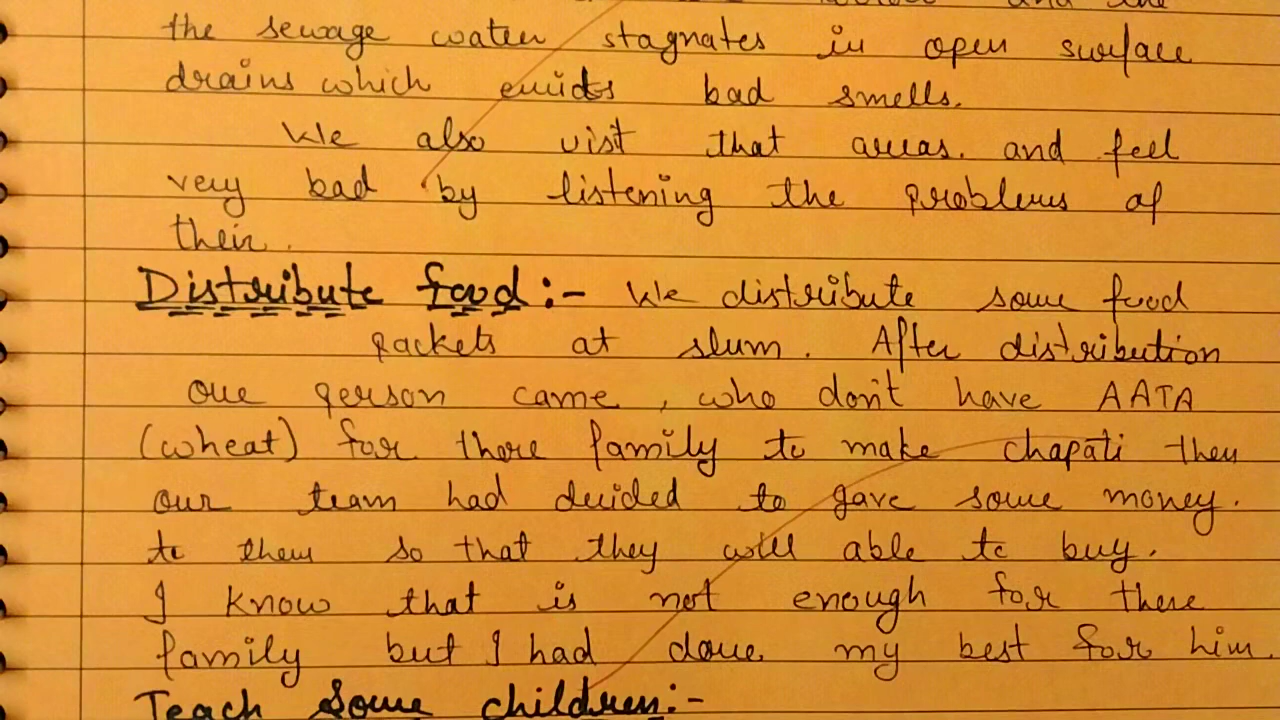 and the
the sewage water stagnates in open surface
drains which emids bad smells.
We also visit that areas. and feel
very bad by listening the problems of
their.
Distribute food :- We distribute some food
packets at slum. After distribution
one person came, who don't have AATA
(wheat) for there family to make chapati then
our team had decided to gave some money.
to them so that they will able to buy.
I know that is not enough for there
family but I had done my best for him.
Teach some children:-